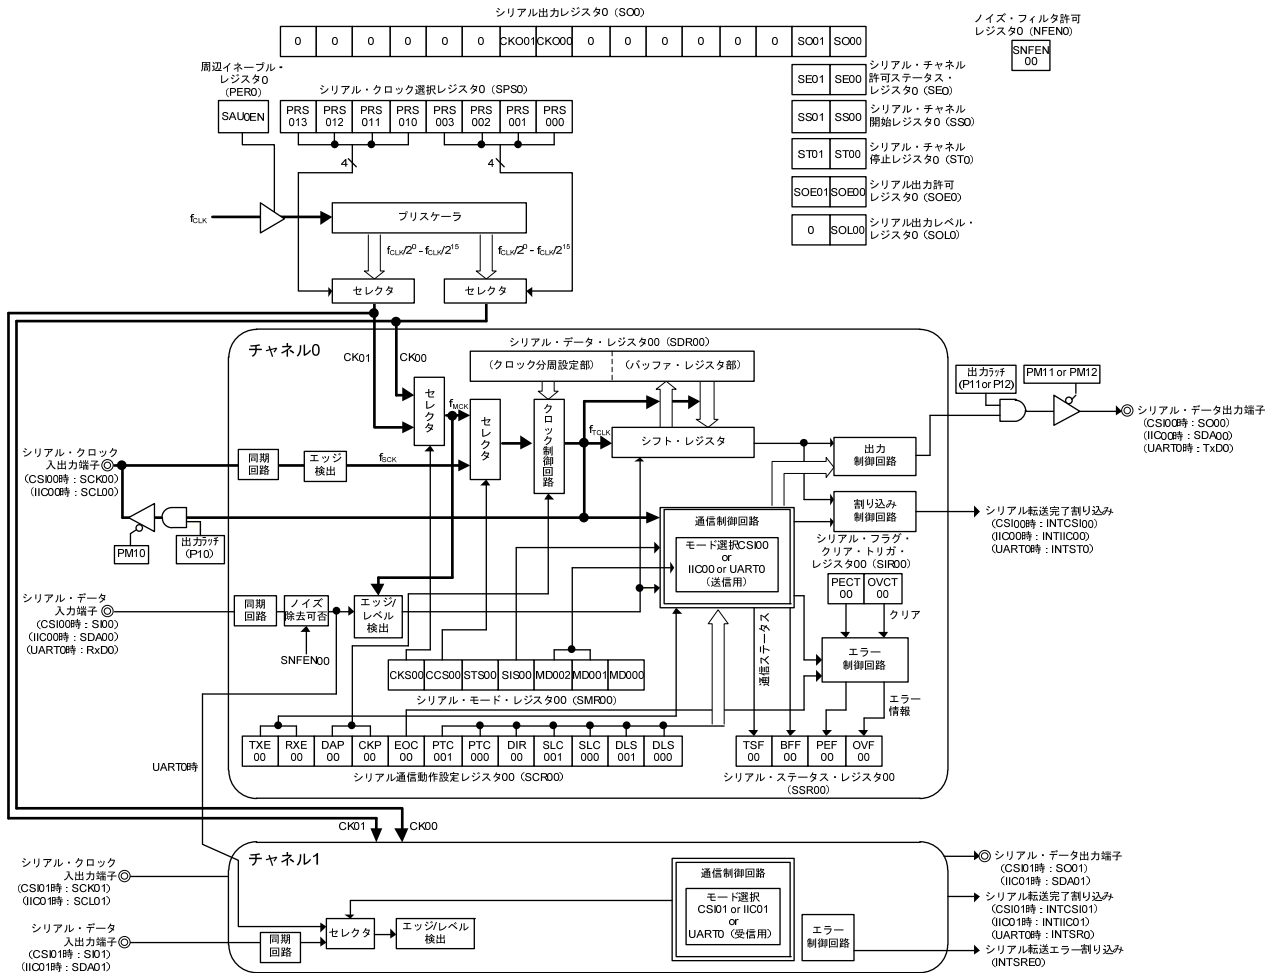 シリアル出力レジスタ0（SO0）
0 0 0 0 0 0 CKO01 CKO00 0 0 0 0 0 0 SO01 SO00
ノイズ・フィルタ許可
レジスタ0（NFEN0）
SNFEN
00
周辺イネーブル・
レジスタ0
（PER0）
SAU0EN
シリアル・クロック選択レジスタ0（SPS0）
PRS
013
PRS
012
PRS
011
PRS
010
PRS
003
PRS
002
PRS
001
PRS
000
4
4
SE01 SE00
シリアル・チャネル
許可ステータス・
レジスタ0（SE0）
SS01 SS00
シリアル・チャネル
開始レジスタ0（SS0）
ST01 ST00
シリアル・チャネル
停止レジスタ0（ST0）
SOE01 SOE00
シリアル出力許可
レジスタ0（SOE0）
0 SOL00
シリアル出力レベル・
レジスタ0（SOL0）
fCLK
プリスケーラ
fCLK/2⁰ - fCLK/2¹⁵
fCLK/2⁰ - fCLK/2¹⁵
セレクタ
セレクタ
チャネル0
CK01
CK00
シリアル・データ・レジスタ00（SDR00）
（クロック分周設定部）
（バッファ・レジスタ部）
セレクタ
fMCK
セレクタ
クロック制御回路
fTCLK
シフト・レジスタ
出力
制御回路
出力ラッチ
(P11 or P12)
PM11 or PM12
シリアル・データ出力端子
(CSI00時：SO00)
(IIC00時：SDA00)
(UART0時：TxD0)
シリアル・クロック
入出力端子
(CSI00時：SCK00)
(IIC00時：SCL00)
同期
回路
エッジ
検出
fSCK
PM10
出力ラッチ
(P10)
通信制御回路
モード選択CSI00
or
IIC00 or UART0
（送信用）
割り込み
制御回路
シリアル転送完了割り込み
(CSI00時：INTCSI00)
(IIC00時：INTIIC00)
(UART0時：INTST0)
シリアル・フラグ・
クリア・トリガ・
レジスタ00（SIR00）
PECT
00
OVCT
00
クリア
シリアル・データ
入力端子
(CSI00時：SI00)
(IIC00時：SDA00)
(UART0時：RxD0)
同期
回路
ノイズ
除去可否
エッジ/
レベル
検出
SNFEN00
通信ステータス
エラー
制御回路
エラー
情報
CKS00 CCS00 STS00 SIS00 MD002 MD001 MD000
シリアル・モード・レジスタ00（SMR00）
TXE
00
RXE
00
DAP
00
CKP
00
EOC
00
PTC
001
PTC
000
DIR
00
SLC
001
SLC
000
DLS
001
DLS
000
シリアル通信動作設定レジスタ00（SCR00）
TSF
00
BFF
00
PEF
00
OVF
00
シリアル・ステータス・レジスタ00
（SSR00）
UART0時
CK01
CK00
チャネル1
シリアル・クロック
入出力端子
(CSI01時：SCK01)
(IIC01時：SCL01)
シリアル・データ
入出力端子
(CSI01時：SI01)
(IIC01時：SDA01)
同期
回路
セレクタ
エッジ/レベル
検出
通信制御回路
モード選択
CSI01 or IIC01
or
UART0（受信用）
エラー
制御回路
シリアル・データ出力端子
(CSI01時：SO01)
(IIC01時：SDA01)
シリアル転送完了割り込み
(CSI01時：INTCSI01)
(IIC01時：INTIIC01)
(UART0時：INTSR0)
シリアル転送エラー割り込み
(INTSRE0)